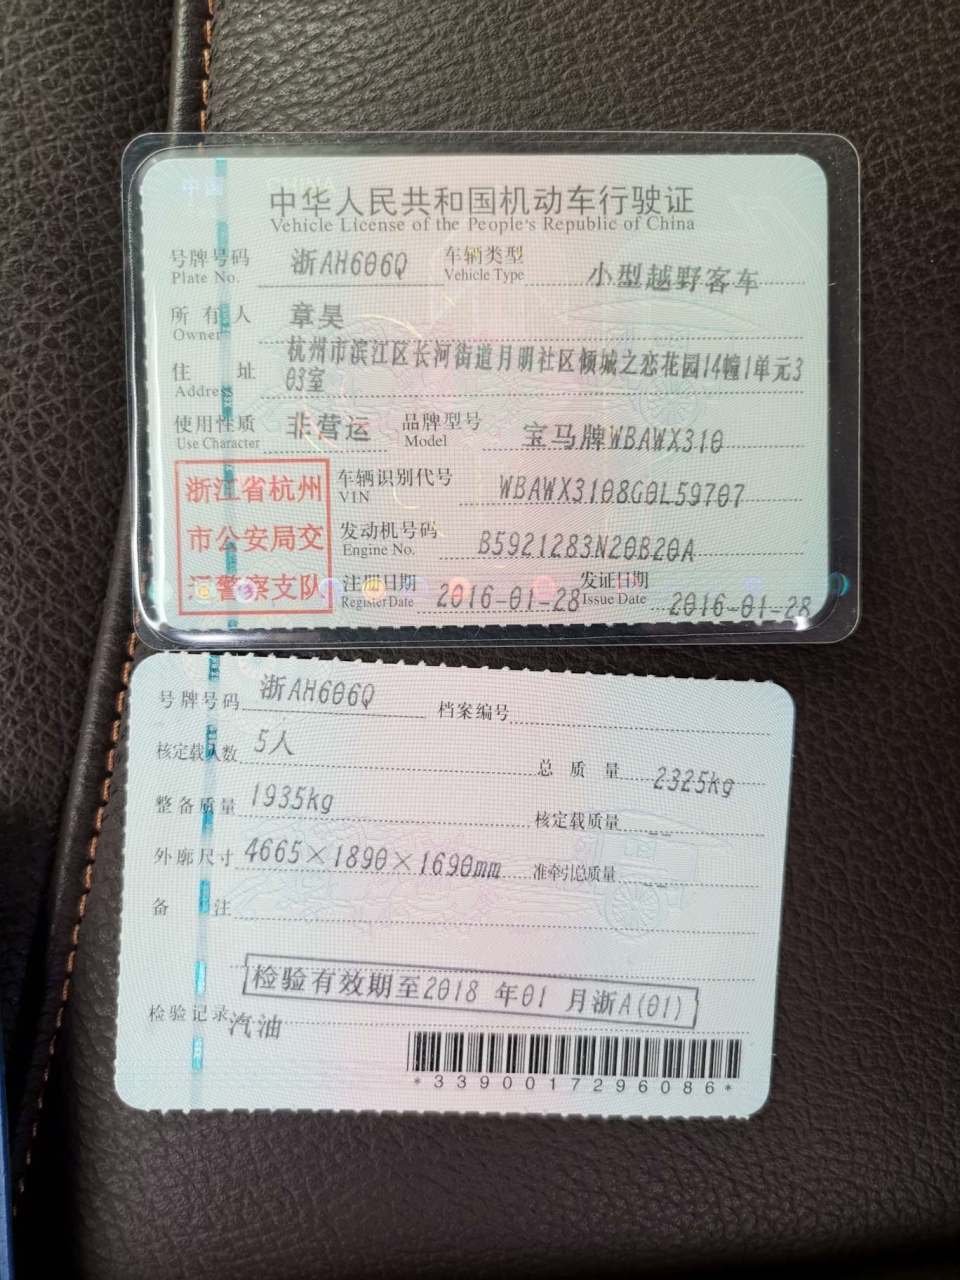 中华人民共和国机动车行驶证
Vehicle License of the People's Republic of China
号牌号码 浙AH606Q 车辆类型 小型越野客车
Plate No. Vehicle Type
所有人 章昊
Owner
住址 杭州市滨江区长河街道月明社区倾城之恋花园14幢1单元3
Address 03室
使用性质 非营运 品牌型号 宝马牌WBAWX310
Use Character Model
浙江省杭州
市公安局交
警察支队
车辆识别代号 WBAWX3108G0L59707
VIN
发动机号码 B5921283N20B20A
Engine No.
注册日期 2016-01-28 发证日期 2016-01-28
Register Date Issue Date
号牌号码 浙AH606Q 档案编号
核定载人数 5人 总质量 2325kg
整备质量 1935kg 核定载质量 --
外廓尺寸 4665×1890×1690mm 准牵引总质量 --
备注
检验有效期至2018 年01 月浙A(01)
检验记录 汽油
*3390017296086*